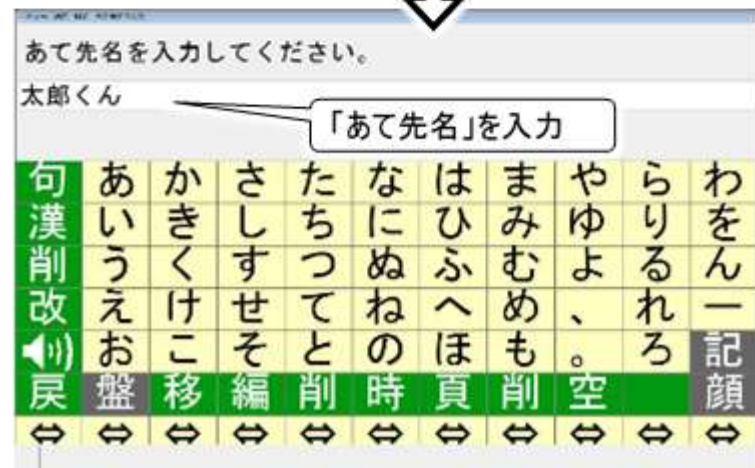 あて先名を入力してください。
太郎くん
「あて先名」を入力
句 あ か さ た な は ま や ら わ
漢 い き し ち に ひ み ゆ り を
削 う く す つ ぬ ふ む よ る ん
改 え け せ て ね へ め 、 れ ー
お こ そ と の ほ も 。 ろ 記
戻 盤 移 編 削 時 頁 削 空 顔
⇔ ⇔ ⇔ ⇔ ⇔ ⇔ ⇔ ⇔ ⇔ ⇔ ⇔